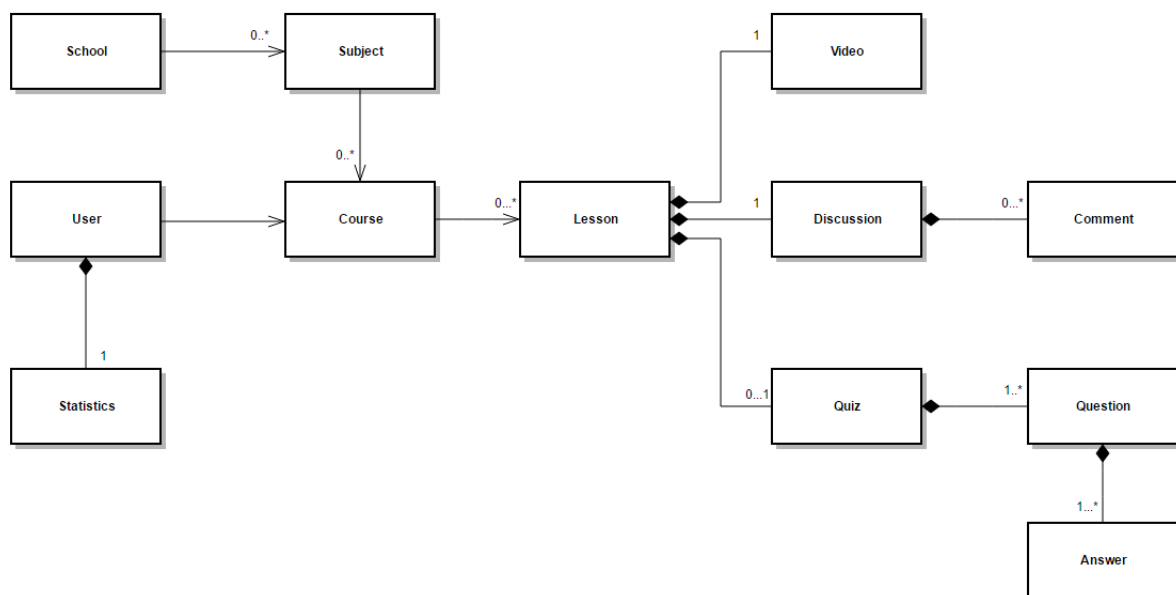 School
0..*
Subject
1
Video
0..*
User
Course
0...*
Lesson
1
Discussion
0...*
Comment
1
Statistics
0...1
Quiz
1..*
Question
1...*
Answer